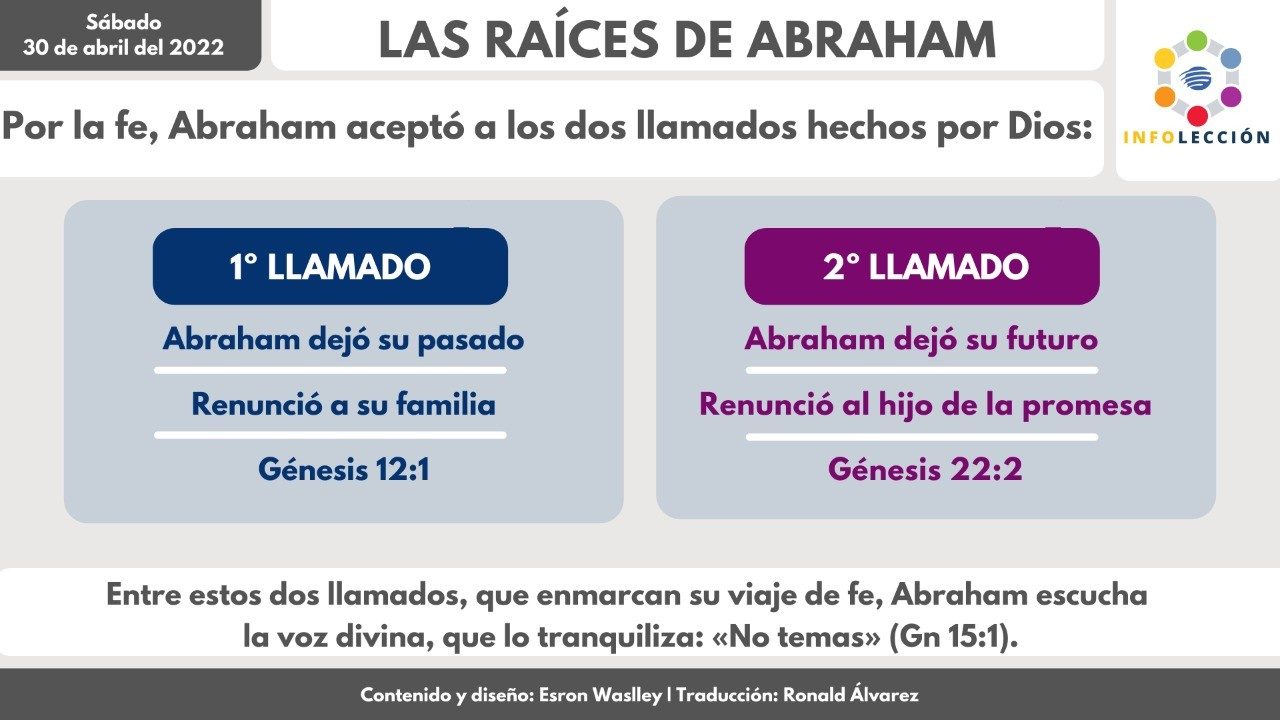 Sábado
30 de abril del 2022
LAS RAÍCES DE ABRAHAM
INFOLECCIÓN
Por la fe, Abraham aceptó a los dos llamados hechos por Dios:
1º LLAMADO
Abraham dejó su pasado
Renunció a su familia
Génesis 12:1
2º LLAMADO
Abraham dejó su futuro
Renunció al hijo de la promesa
Génesis 22:2
Entre estos dos llamados, que enmarcan su viaje de fe, Abraham escucha
la voz divina, que lo tranquiliza: «No temas» (Gn 15:1).
Contenido y diseño: Esron Waslley | Traducción: Ronald Álvarez